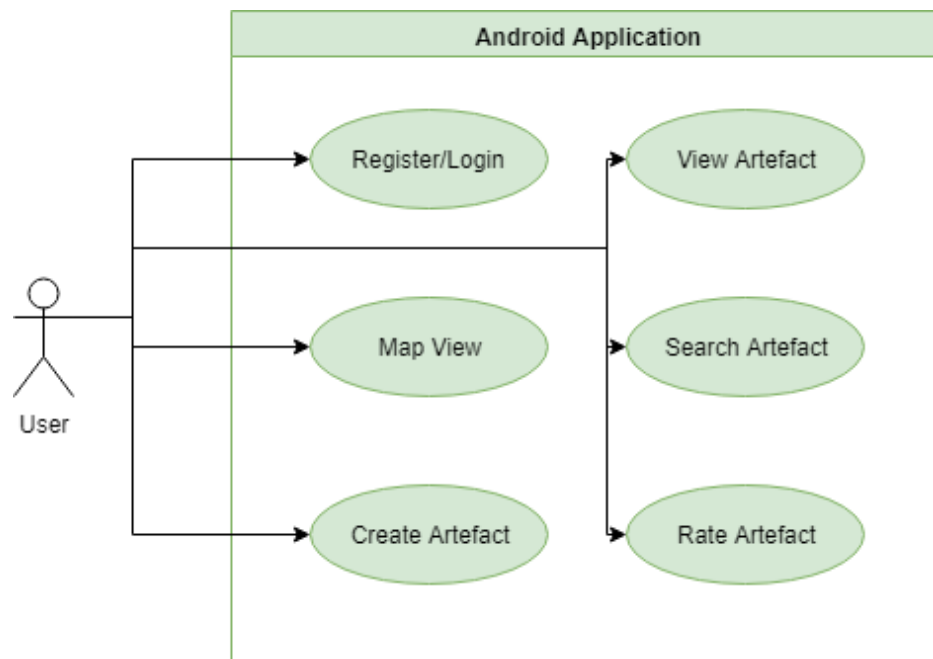 Android Application
Register/Login
View Artefact
Map View
Search Artefact
User
Create Artefact
Rate Artefact